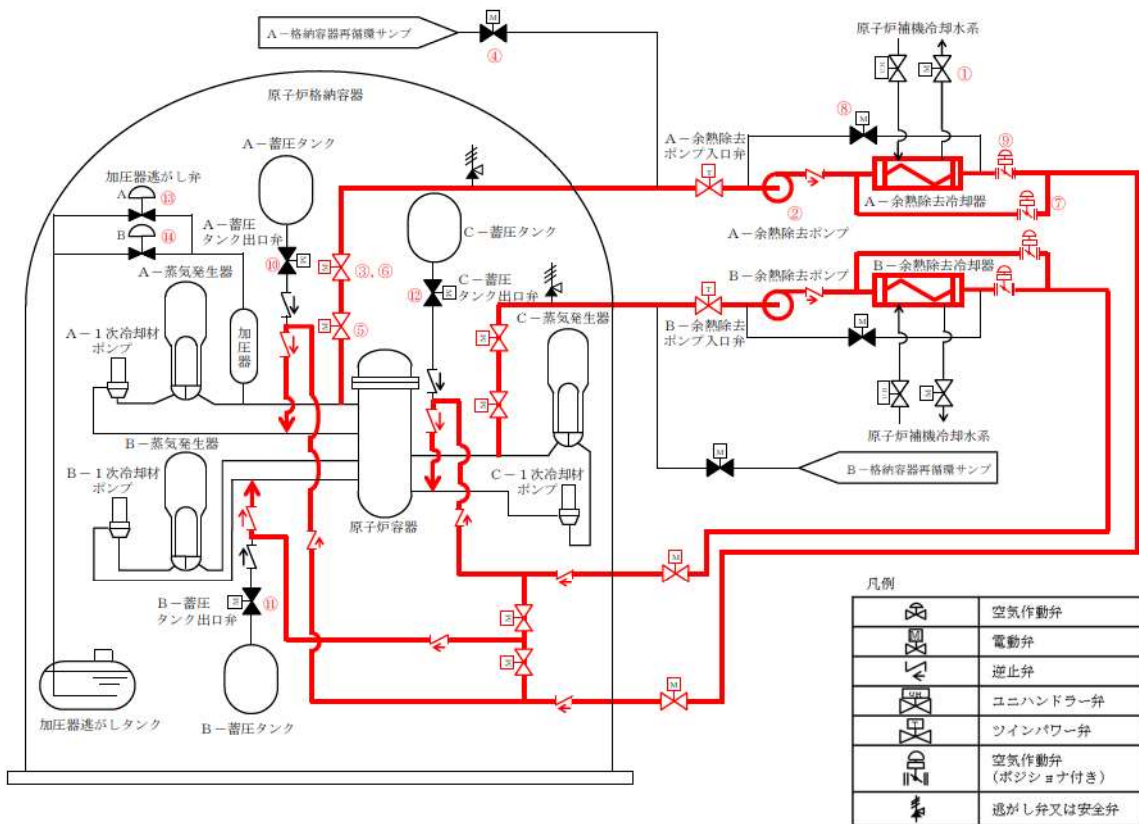 A－格納容器再循環サンプ
M
④
原子炉補機冷却水系
UH
M
①
原子炉格納容器
⑧
M
A－余熱除去
ポンプ入口弁
T
②
⑨
A－余熱除去冷却器
⑦
A－余熱除去ポンプ
A－蓄圧タンク
加圧器逃がし弁
A
⑬
B
⑭
A－蓄圧
タンク出口弁
⑩
M
M
③，⑥
M
⑤
C－蓄圧タンク
C－蓄圧
タンク出口弁
⑫
M
B－余熱除去ポンプ
B－余熱除去冷却器
T
B－余熱除去
ポンプ入口弁
M
UH
M
原子炉補機冷却水系
A－蒸気発生器
C－蒸気発生器
A－1次冷却材
ポンプ
加圧器
M
M
B－蒸気発生器
B－1次冷却材
ポンプ
C－1次冷却材
ポンプ
原子炉容器
M
B－格納容器再循環サンプ
M
B－蓄圧
タンク出口弁
M
⑪
M
M
M
加圧器逃がしタンク
B－蓄圧タンク
凡例
空気作動弁
M
電動弁
逆止弁
UH
ユニハンドラー弁
T
ツインパワー弁
空気作動弁
(ポジショナ付き)
逃がし弁又は安全弁